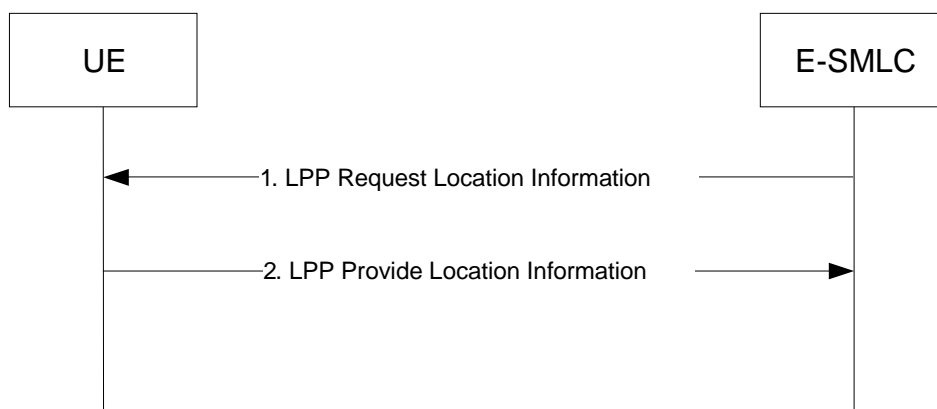 UE
E-SMLC
1. LPP Request Location Information
2. LPP Provide Location Information